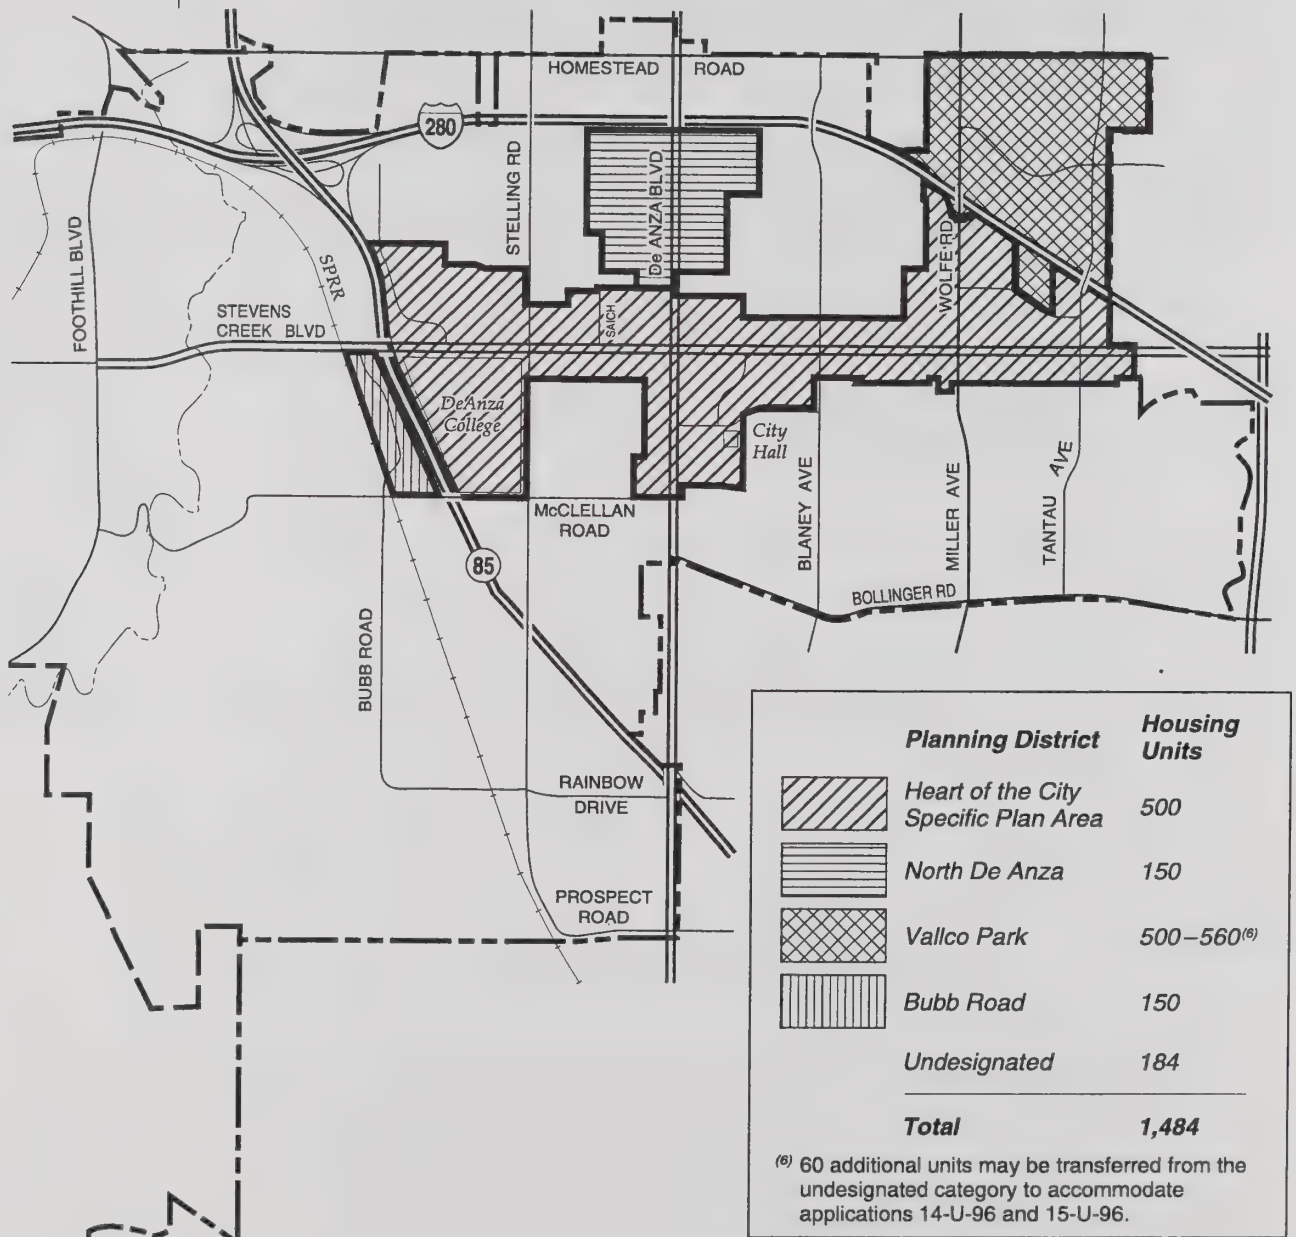 HOMESTEAD ROAD
280
STELLING RD
De ANZA BLVD
FOOTHILL BLVD
SPRR
WOLFE RD
STEVENS
CREEK BLVD
SAICH
DeAnza
College
City
Hall
BLANEY AVE
MILLER AVE
TANTAU AVE
McCLELLAN
ROAD
85
BOLLINGER RD
BUBB ROAD
RAINBOW
DRIVE
PROSPECT
ROAD
Planning District Housing
Units
Heart of the City
Specific Plan Area 500
North De Anza 150
Vallco Park 500–560(6)
Bubb Road 150
Undesignated 184
Total 1,484
(6) 60 additional units may be transferred from the
undesignated category to accommodate
applications 14-U-96 and 15-U-96.